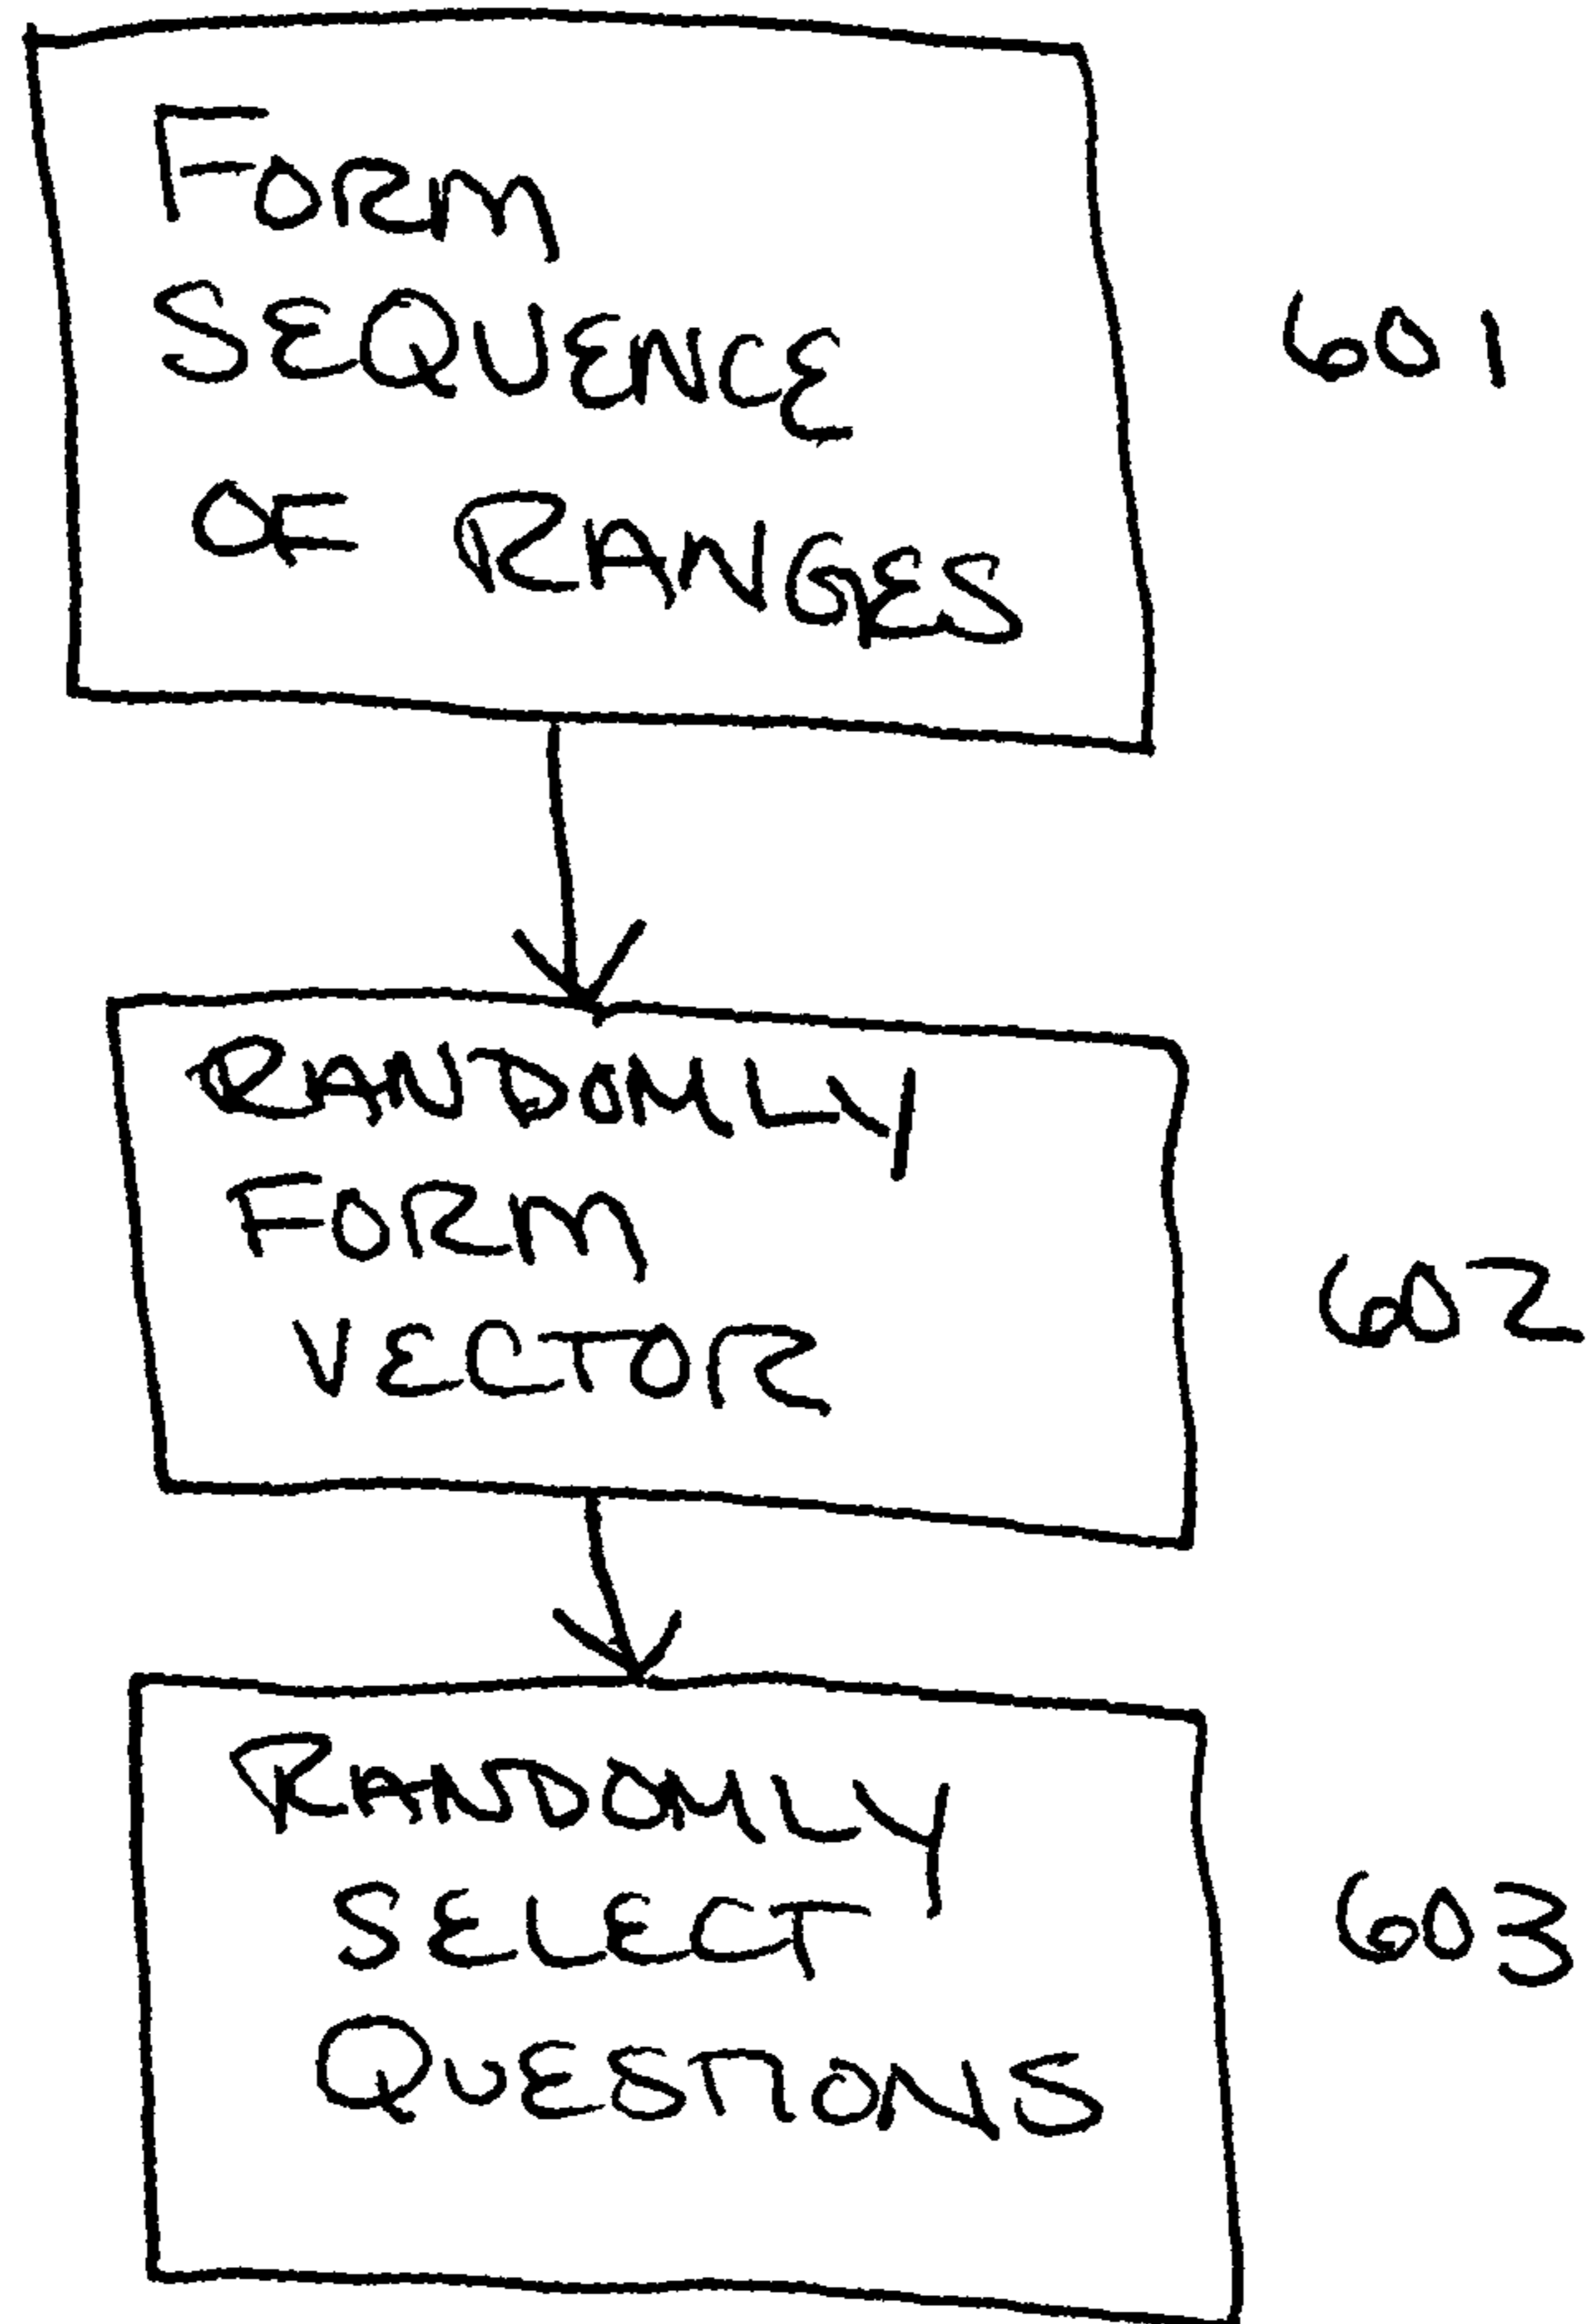 FORM
SEQUENCE
OF RANGES
601
RANDOMLY
FORM
VECTOR
602
RANDOMLY
SELECT
QUESTIONS
603